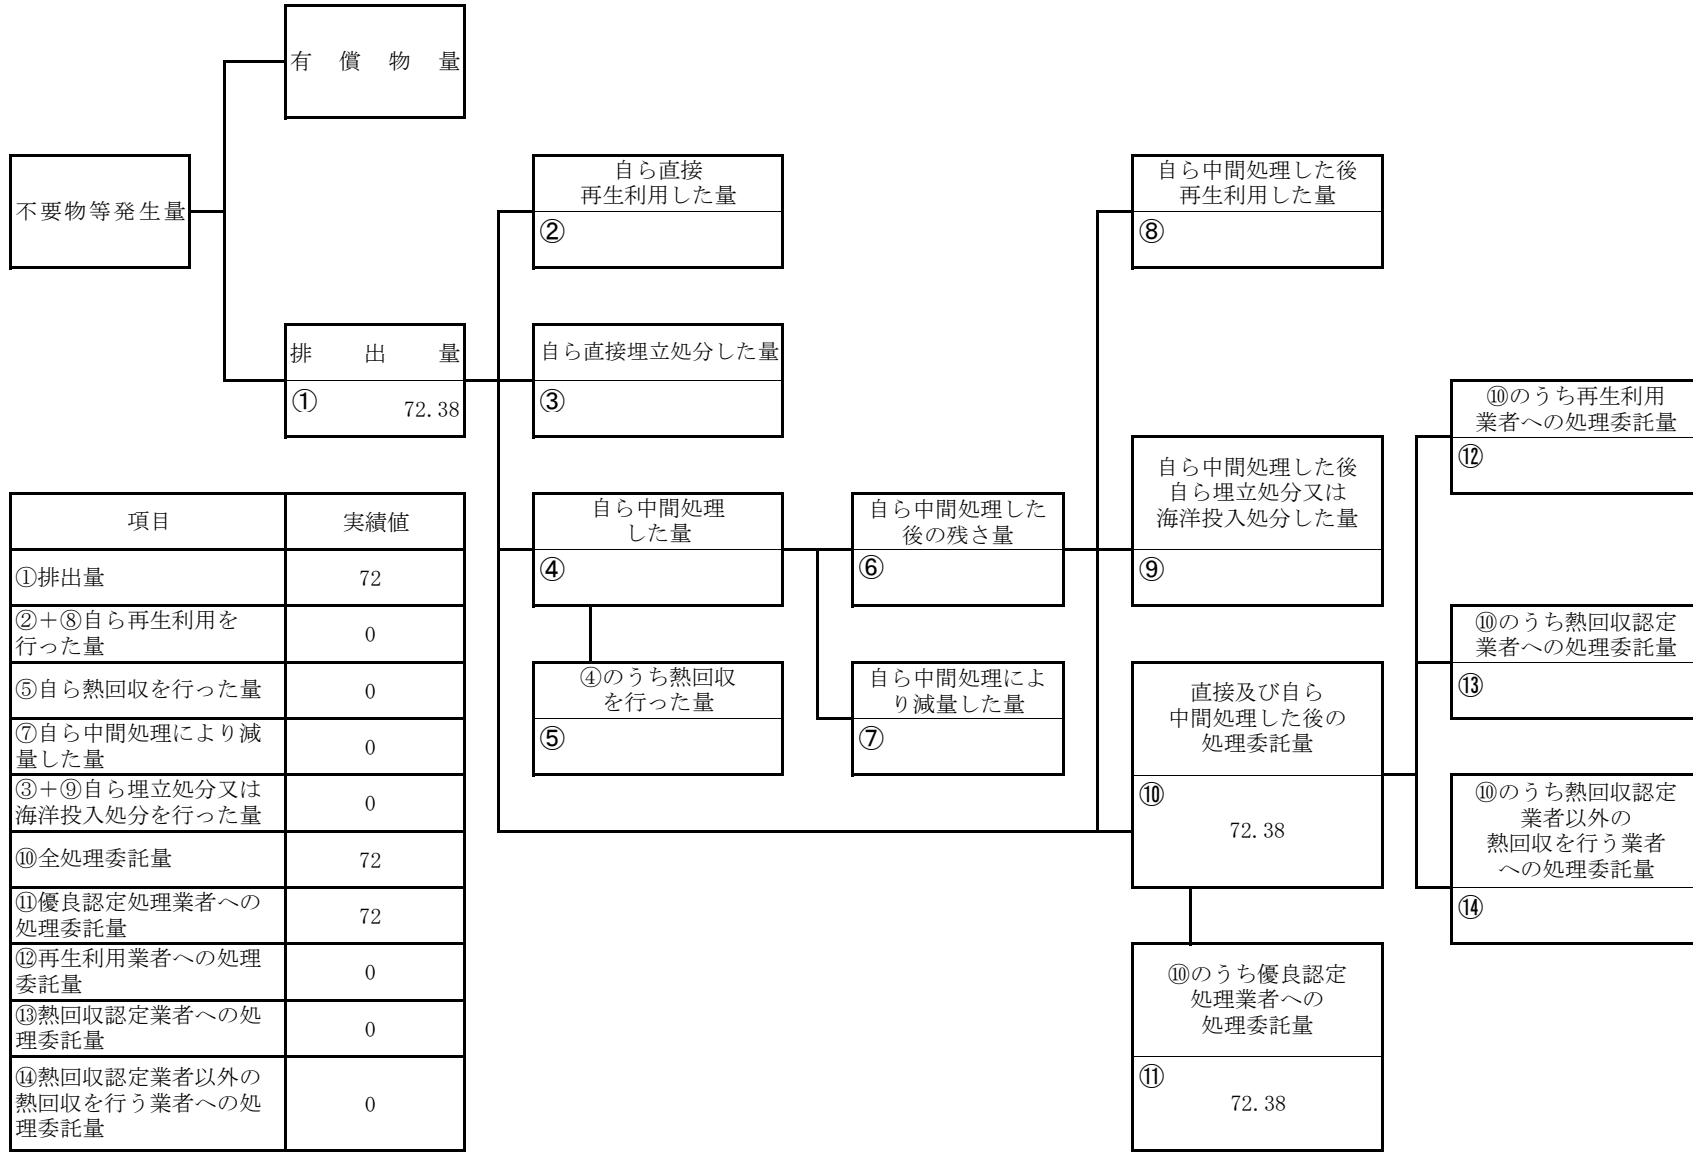 有償物量
不要物等発生量
排出量
①
72.38
自ら直接
再生利用した量
②
自ら直接埋立処分した量
③
自ら中間処理
した量
④
④のうち熱回収
を行った量
⑤
自ら中間処理した
後の残さ量
⑥
自ら中間処理によ
り減量した量
⑦
自ら中間処理した後
再生利用した量
⑧
自ら中間処理した後
自ら埋立処分又は
海洋投入処分した量
⑨
直接及び自ら
中間処理した後の
処理委託量
⑩
72.38
⑩のうち優良認定
処理業者への
処理委託量
⑪
72.38
⑩のうち再生利用
業者への処理委託量
⑫
⑩のうち熱回収認定
業者への処理委託量
⑬
⑩のうち熱回収認定
業者以外の
熱回収を行う業者
への処理委託量
⑭
項目 実績値
①排出量 72
②＋⑧自ら再生利用を
行った量 0
⑤自ら熱回収を行った量 0
⑦自ら中間処理により減
量した量 0
③＋⑨自ら埋立処分又は
海洋投入処分を行った量 0
⑩全処理委託量 72
⑪優良認定処理業者への
処理委託量 72
⑫再生利用業者への処理
委託量 0
⑬熱回収認定業者への処
理委託量 0
⑭熱回収認定業者以外の
熱回収を行う業者への処
理委託量 0